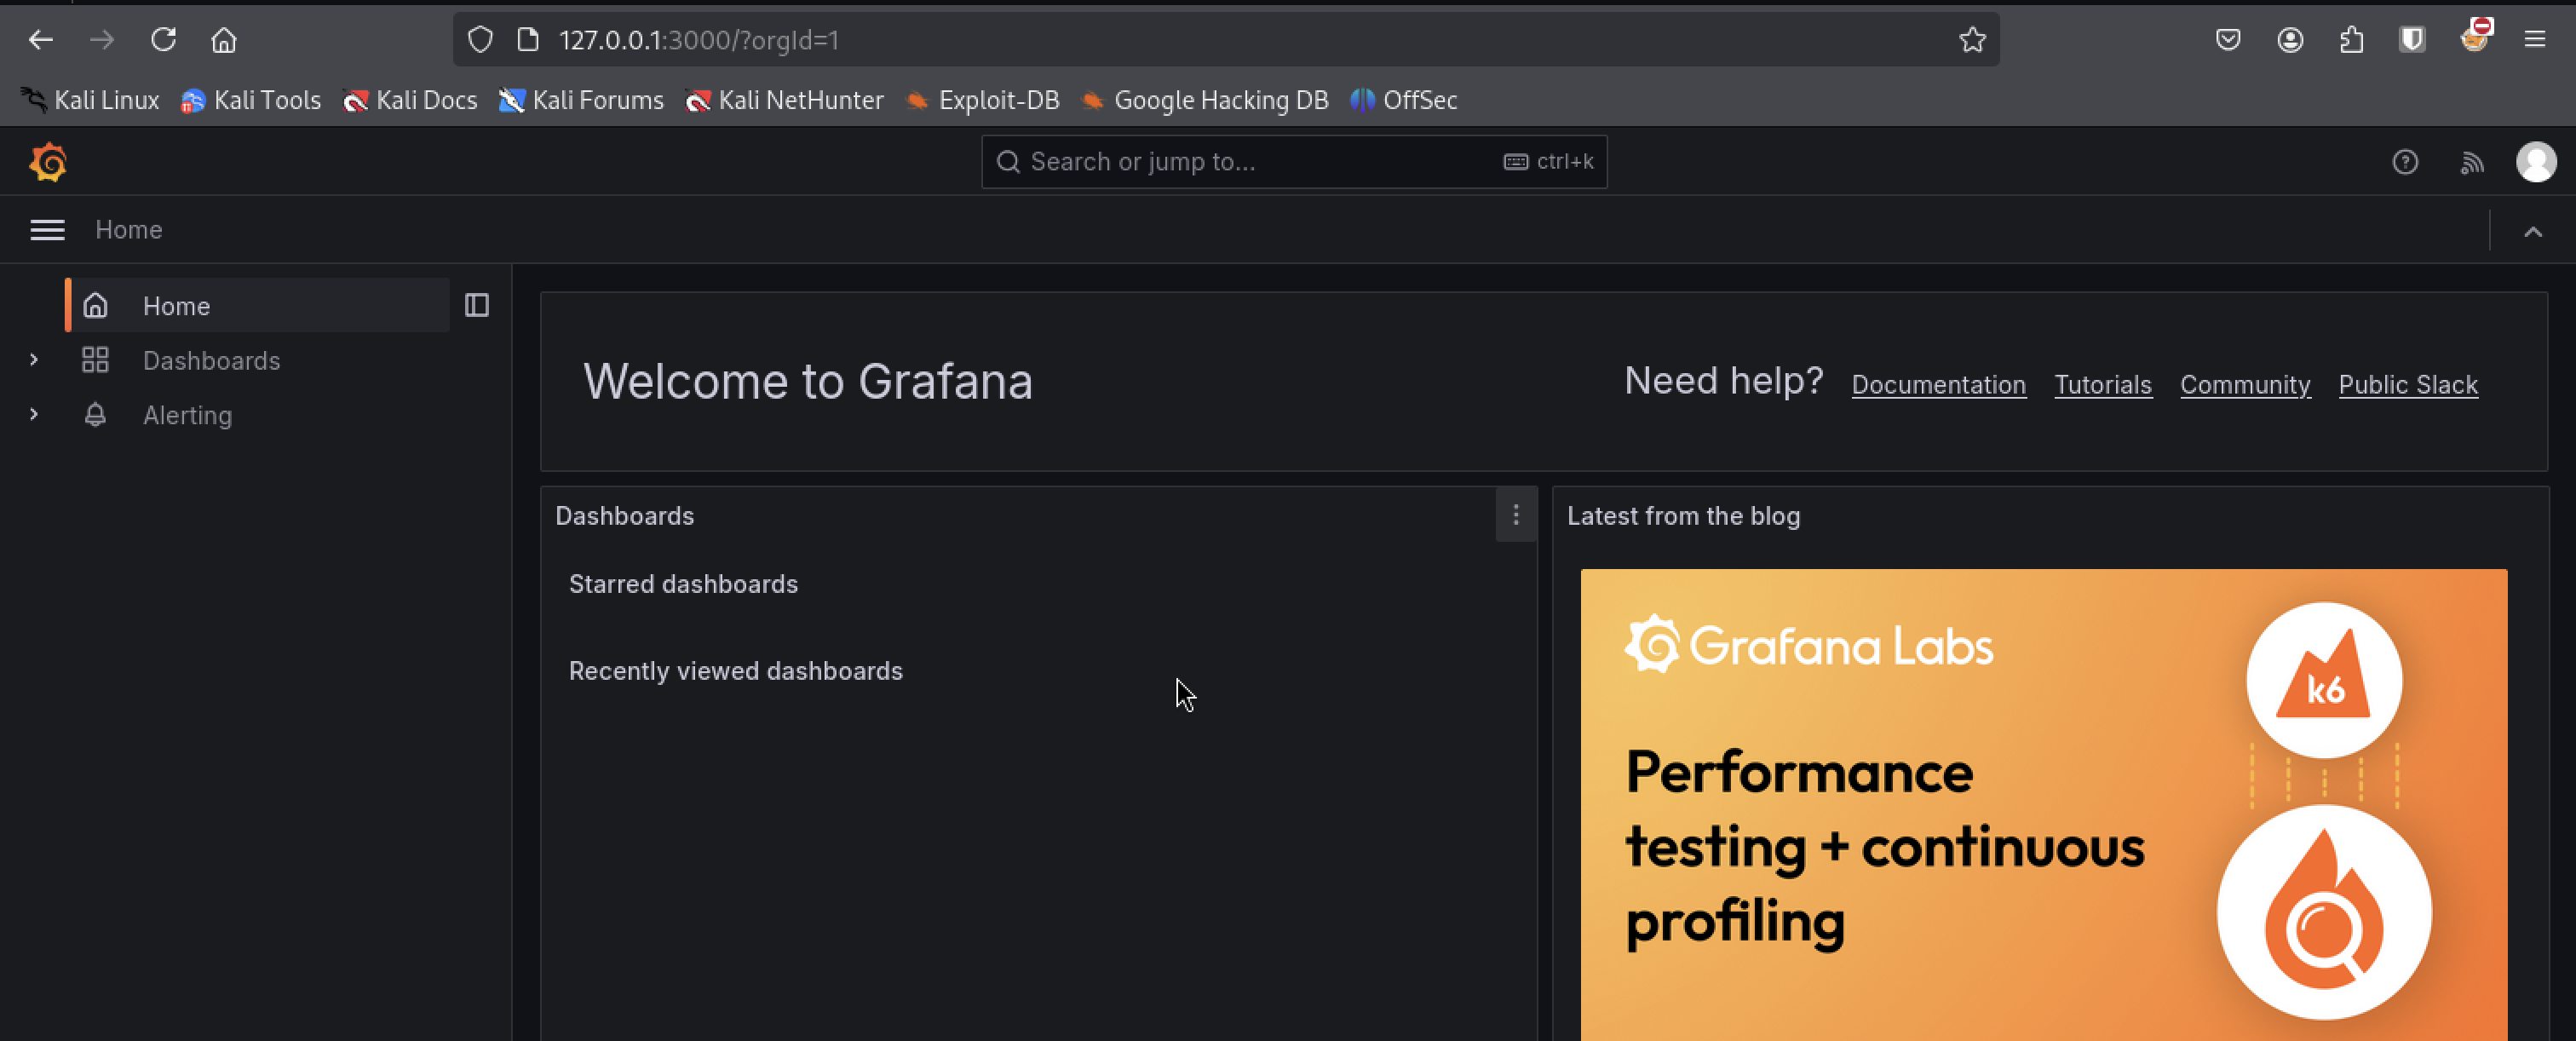 127.0.0.1:3000/?orgId=1
Kali Linux Kali Tools Kali Docs Kali Forums Kali NetHunter Exploit-DB Google Hacking DB OffSec
Search or jump to... ctrl+k
Home
Home
Dashboards
Alerting
Welcome to Grafana
Need help? Documentation Tutorials Community Public Slack
Dashboards
Starred dashboards
Recently viewed dashboards
Latest from the blog
Grafana Labs
k6
Performance
testing + continuous
profiling